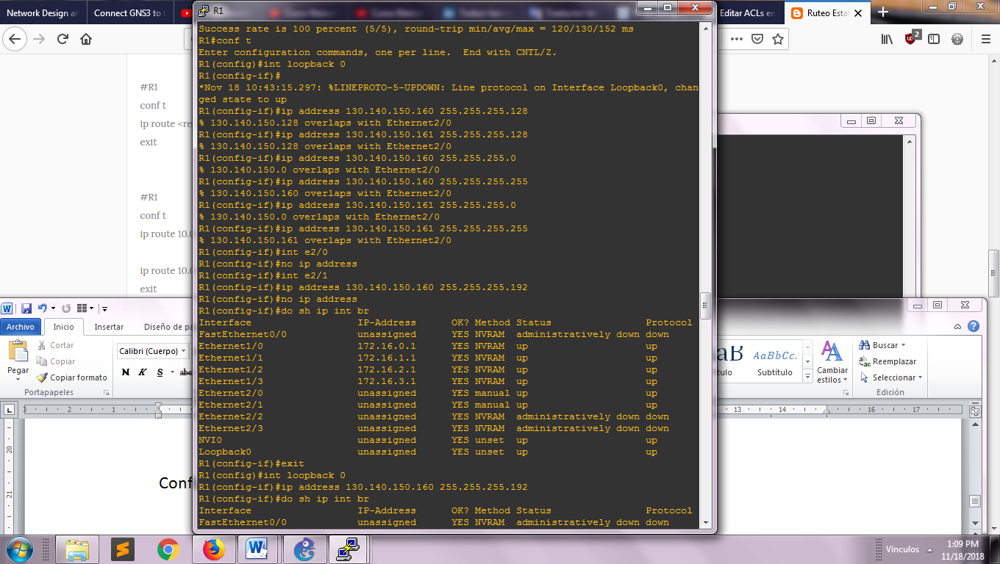 Network Design an
Connect GNS3 to t
Editar ACLs en
Ruteo Estat
R1
2
#R1
conf t
ip route <re
exit
#R1
conf t
ip route 10.0
ip route 10.0
exit
Success rate is 100 percent (5/5), round-trip min/avg/max = 120/130/152 ms
R1#conf t
Enter configuration commands, one per line.  End with CNTL/Z.
R1(config)#int loopback 0
R1(config-if)#
*Nov 18 10:43:15.297: %LINEPROTO-5-UPDOWN: Line protocol on Interface Loopback0, chan
ged state to up
R1(config-if)#ip address 130.140.150.160 255.255.255.128
% 130.140.150.128 overlaps with Ethernet2/0
R1(config-if)#ip address 130.140.150.161 255.255.255.128
% 130.140.150.128 overlaps with Ethernet2/0
R1(config-if)#ip address 130.140.150.160 255.255.255.0
% 130.140.150.0 overlaps with Ethernet2/0
R1(config-if)#ip address 130.140.150.160 255.255.255.255
% 130.140.150.160 overlaps with Ethernet2/0
R1(config-if)#ip address 130.140.150.161 255.255.255.0
% 130.140.150.0 overlaps with Ethernet2/0
R1(config-if)#ip address 130.140.150.161 255.255.255.255
% 130.140.150.161 overlaps with Ethernet2/0
R1(config-if)#int e2/0
R1(config-if)#no ip address
R1(config-if)#int e2/1
R1(config-if)#ip address 130.140.150.160 255.255.255.192
R1(config-if)#no ip address
R1(config-if)#do sh ip int br
Interface IP-Address OK? Method Status Protocol
FastEthernet0/0 unassigned YES NVRAM administratively down down
Ethernet1/0 172.16.0.1 YES NVRAM up up
Ethernet1/1 172.16.1.1 YES NVRAM up up
Ethernet1/2 172.16.2.1 YES NVRAM up up
Ethernet1/3 172.16.3.1 YES NVRAM up up
Ethernet2/0 unassigned YES manual up up
Ethernet2/1 unassigned YES manual up up
Ethernet2/2 unassigned YES NVRAM administratively down down
Ethernet2/3 unassigned YES NVRAM administratively down down
NVI0 unassigned YES unset up up
Loopback0 unassigned YES unset up up
R1(config-if)#exit
R1(config)#int loopback 0
R1(config-if)#ip address 130.140.150.160 255.255.255.192
R1(config-if)#do sh ip int br
Interface IP-Address OK? Method Status Protocol
FastEthernet0/0 unassigned YES NVRAM administratively down down
Archivo Inicio Insertar Diseño de pá
Pegar
Cortar
Copiar
Copiar formato
Portapapeles
Calibri (Cuerpo)
N K S abc
AaBbCc.
tulo
Subtítulo
Cambiar
estilos
Buscar
Reemplazar
Seleccionar
Edición
3 2 1 13 14 15 16 17
20
21
Conf
Vínculos
1:09 PM
11/18/2018